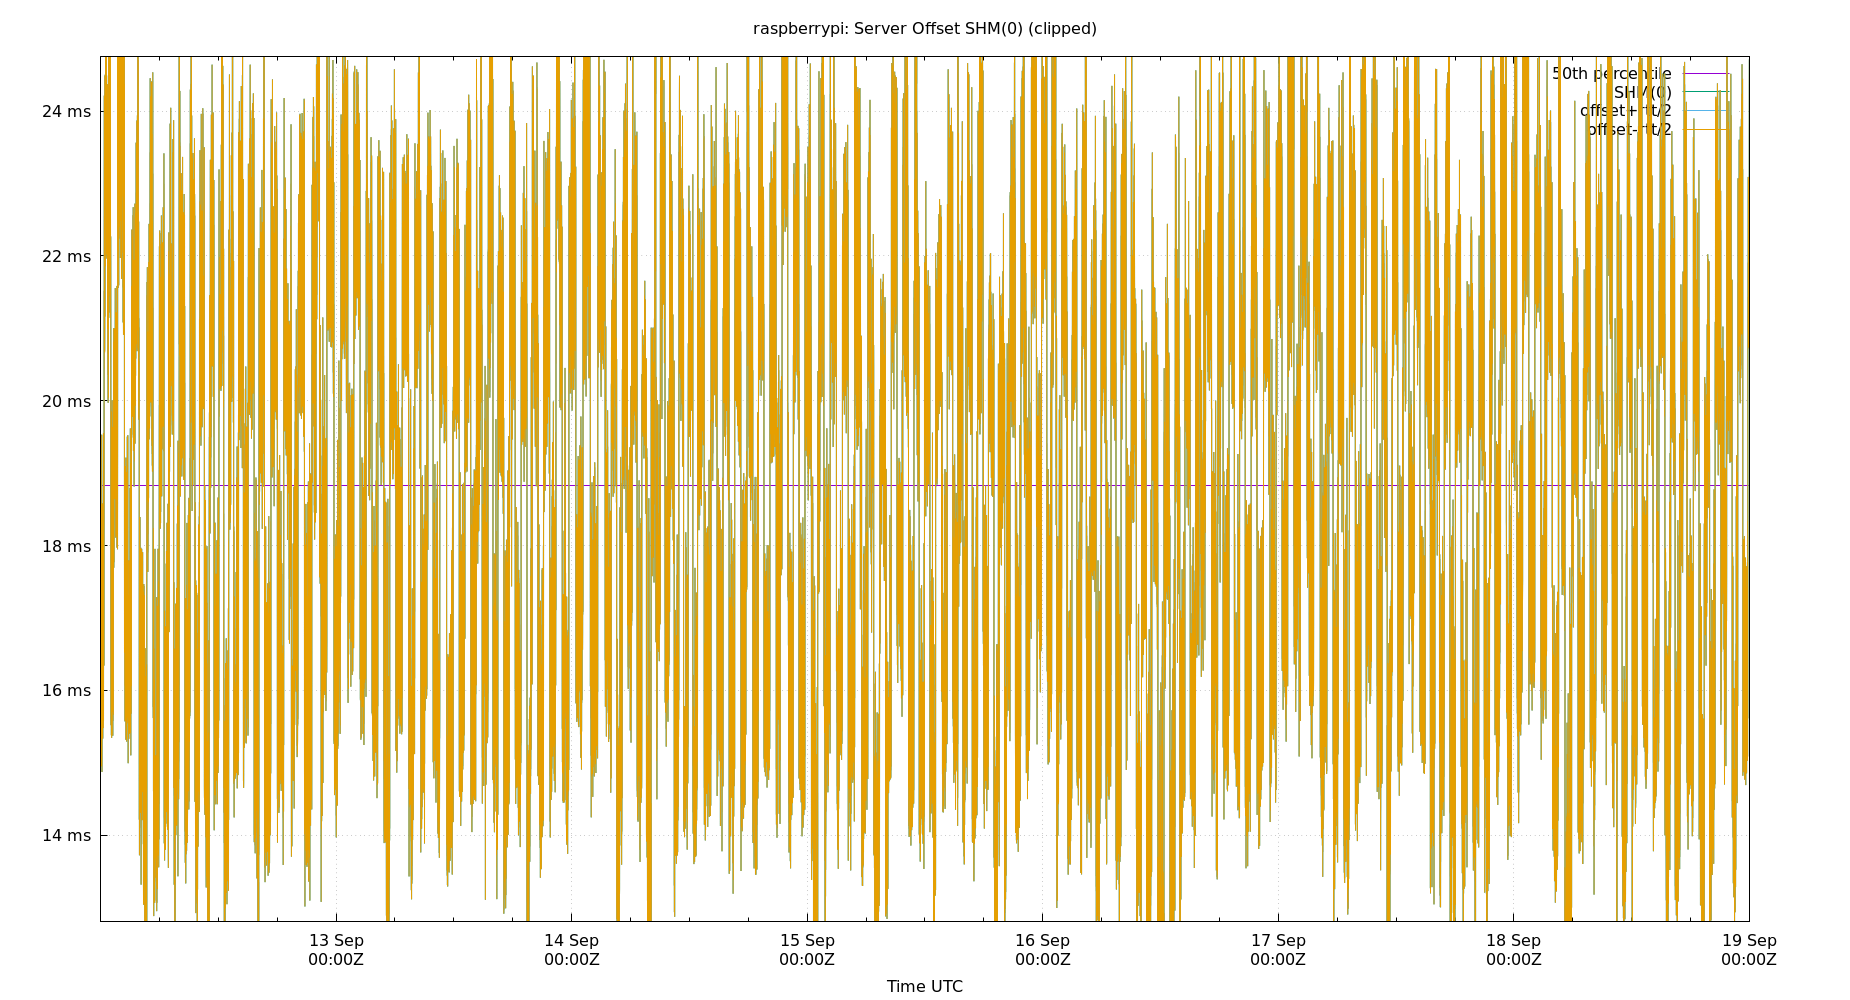 raspberrypi: Server Offset SHM(0) (clipped)
50th percentile
SHM(0)
offset+rtt/2
offset-rtt/2
24 ms
22 ms
20 ms
18 ms
16 ms
14 ms
13 Sep 14 Sep 15 Sep 16 Sep 17 Sep 18 Sep 19 Sep
00:00Z 00:00Z 00:00Z 00:00Z 00:00Z 00:00Z 00:00Z
Time UTC